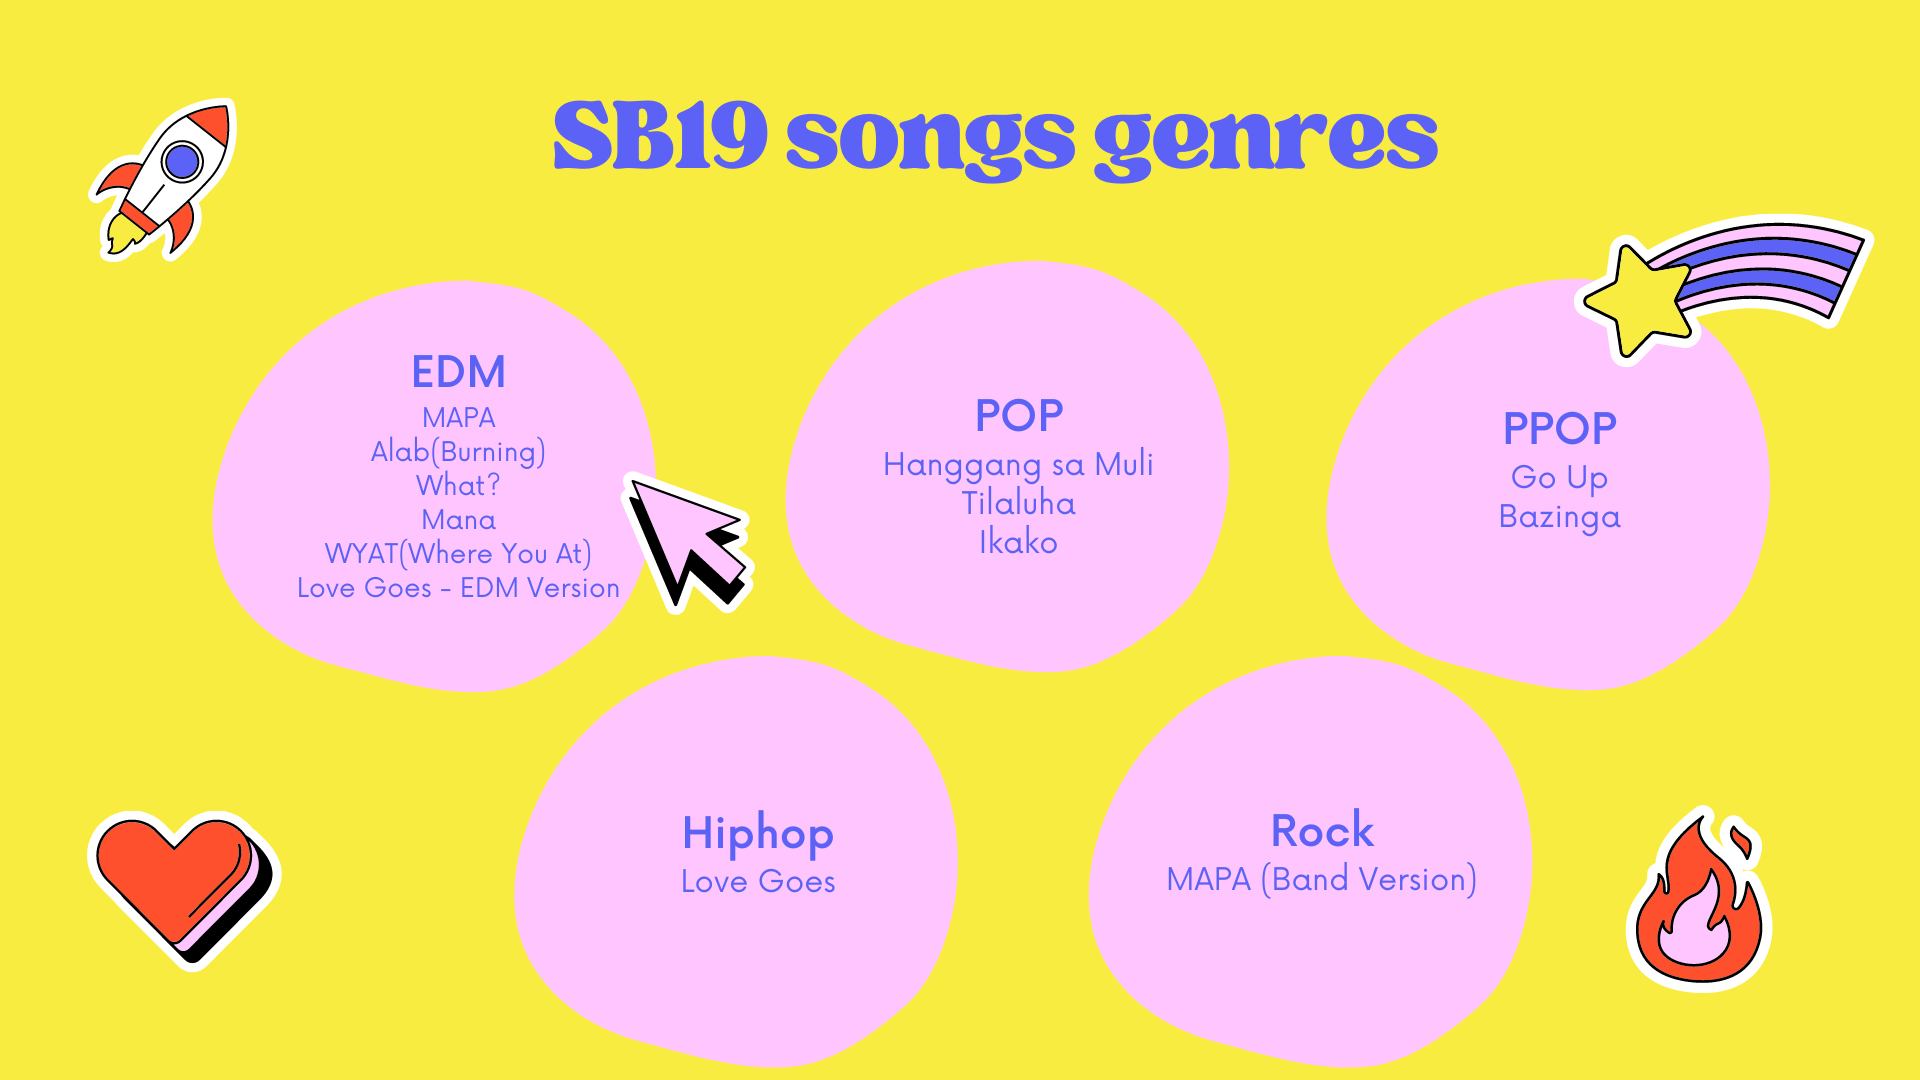 SB19 songs genres
EDM
MAPA
Alab(Burning)
What?
Mana
WYAT(Where You At)
Love Goes - EDM Version
POP
Hanggang sa Muli
Tilaluha
Ikako
PPOP
Go Up
Bazinga
Hiphop
Love Goes
Rock
MAPA (Band Version)